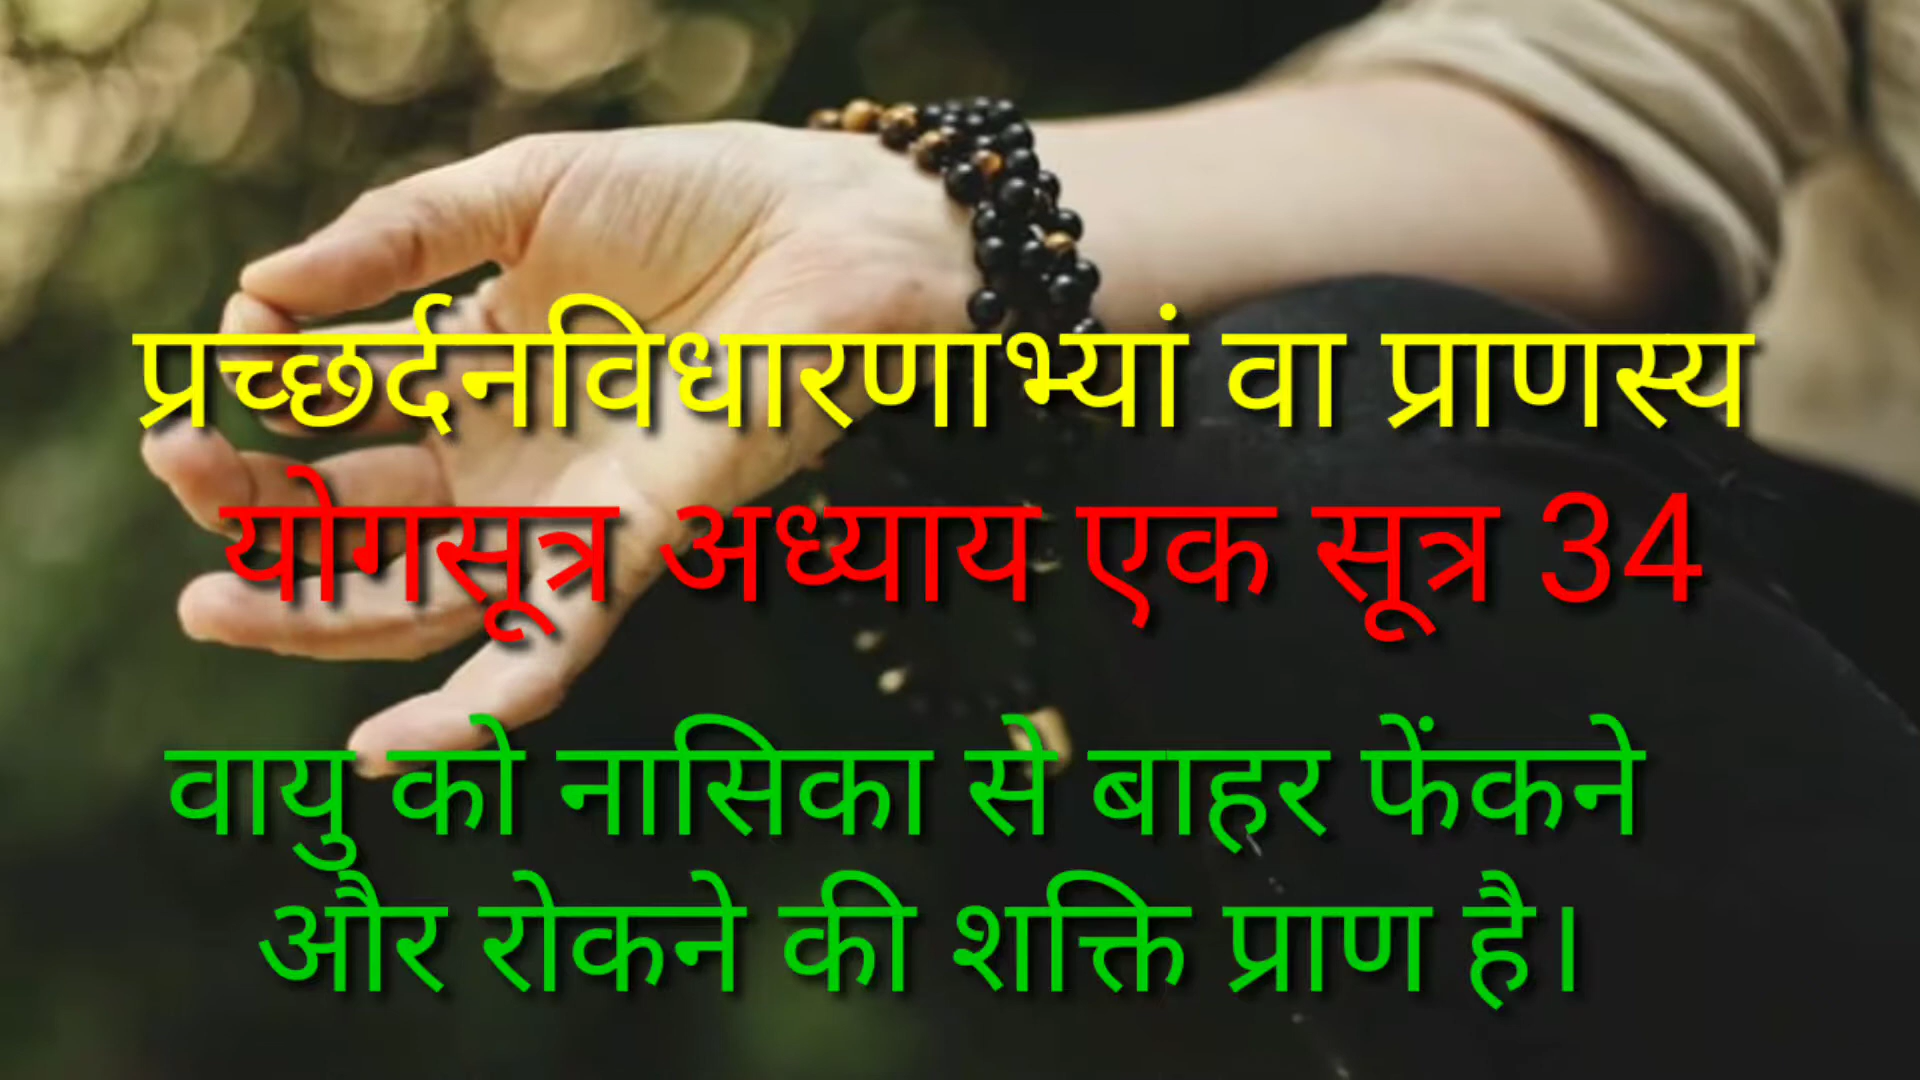 प्रच्छर्दनविधारणाभ्यां वा प्राणस्य
योगसूत्र अध्याय एक सूत्र 34
वायु को नासिका से बाहर फेंकने
और रोकने की शक्ति प्राण है।